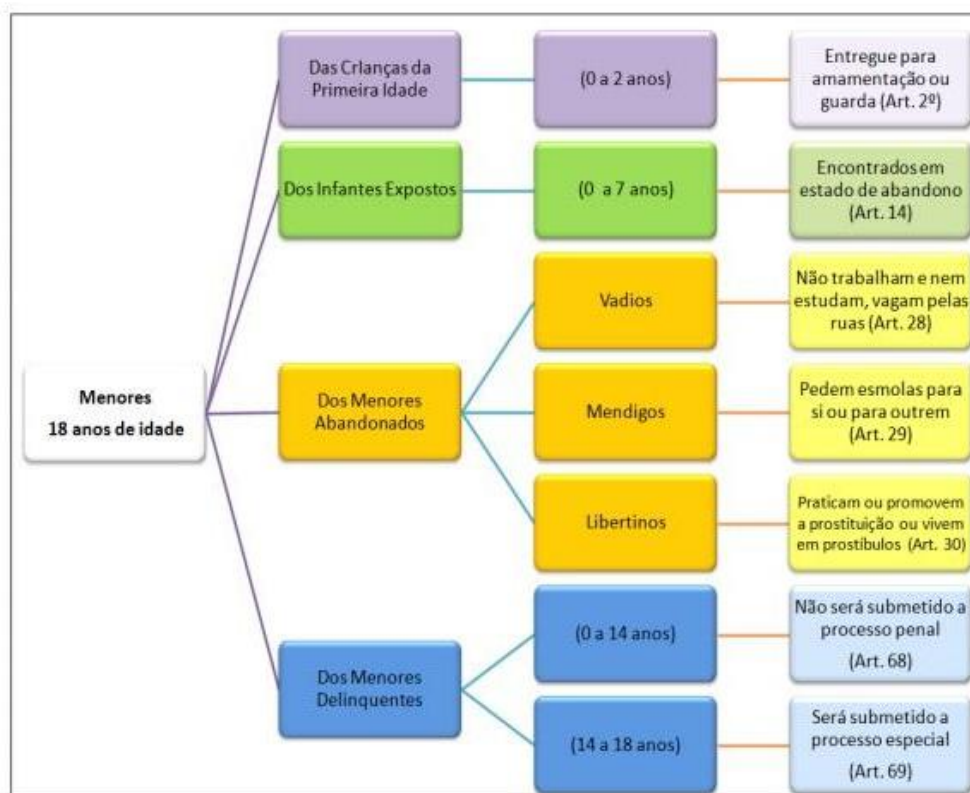 Menores
18 anos de idade
Das Crianças da
Primeira Idade
(0 a 2 anos)
Entregue para
amamentação ou
guarda (Art. 2º)
Dos Infantes Expostos
(0 a 7 anos)
Encontrados em
estado de abandono
(Art. 14)
Dos Menores
Abandonados
Vadios
Não trabalham e nem
estudam, vagam pelas
ruas (Art. 28)
Mendigos
Pedem esmolas para
si ou para outrem
(Art. 29)
Libertinos
Praticam ou promovem
a prostituição ou vivem
em prostíbulos (Art. 30)
Dos Menores
Delinquentes
(0 a 14 anos)
Não será submetido a
processo penal
(Art. 68)
(14 a 18 anos)
Será submetido a
processo especial
(Art. 69)